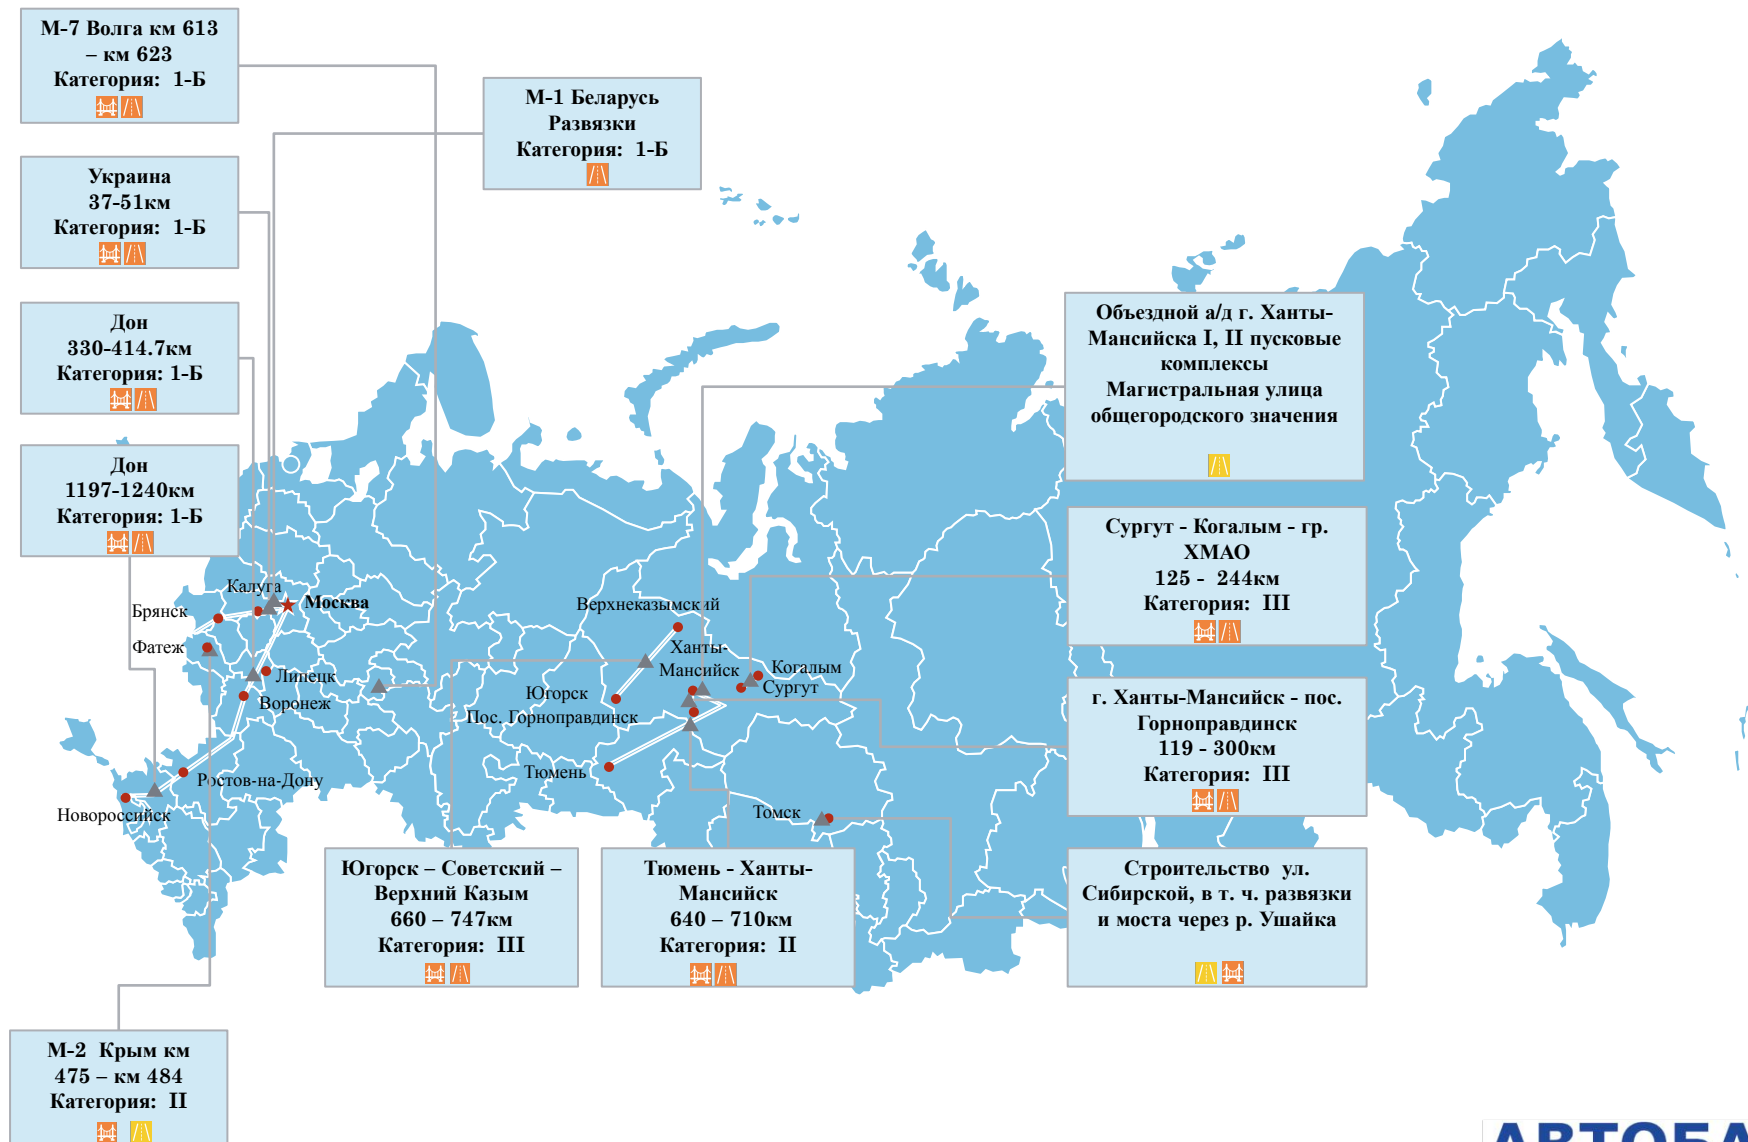 М-7 Волга км 613
– км 623
Категория: 1-Б
М-1 Беларусь
Развязки
Категория: 1-Б
Украина
37-51км
Категория: 1-Б
Дон
330-414.7км
Категория: 1-Б
Дон
1197-1240км
Категория: 1-Б
Объездной а/д г. Ханты-
Мансийска I, II пусковые
комплексы
Магистральная улица
общегородского значения
Сургут - Когалым - гр.
ХМАО
125 - 244км
Категория: III
г. Ханты-Мансийск - пос.
Горноправдинск
119 - 300км
Категория: III
Строительство ул.
Сибирской, в т. ч. развязки
и моста через р. Ушайка
Калуга
Москва
Брянск
Фатеж
Липецк
Воронеж
Ростов-на-Дону
Новороссийск
Верхнеказымский
Ханты-
Мансийск
Когалым
Сургут
Югорск
Пос. Горноправдинск
Тюмень
Томск
Югорск – Советский –
Верхний Казым
660 – 747км
Категория: III
Тюмень - Ханты-
Мансийск
640 – 710км
Категория: II
М-2 Крым км
475 – км 484
Категория: II